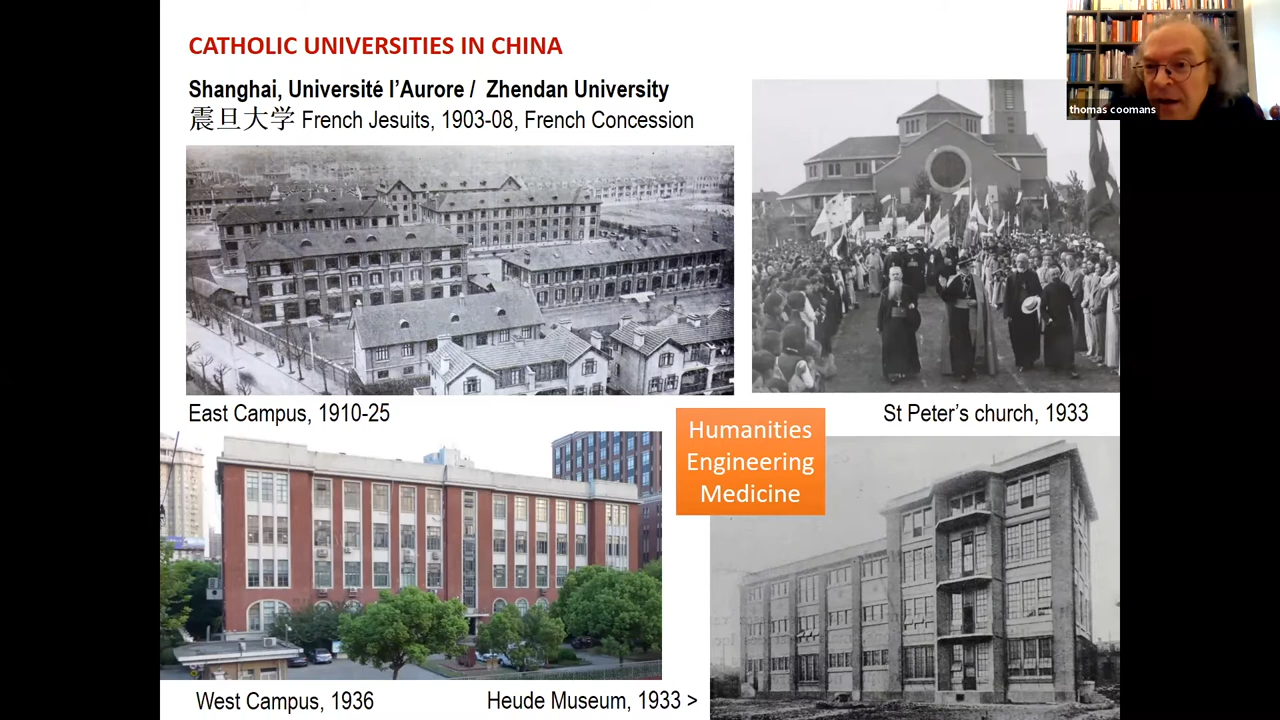 CATHOLIC UNIVERSITIES IN CHINA
Shanghai, Université l’Aurore / Zhendan University
震旦大学 French Jesuits, 1903-08, French Concession
thomas coomans
East Campus, 1910-25
St Peter’s church, 1933
Humanities
Engineering
Medicine
West Campus, 1936
Heude Museum, 1933 >